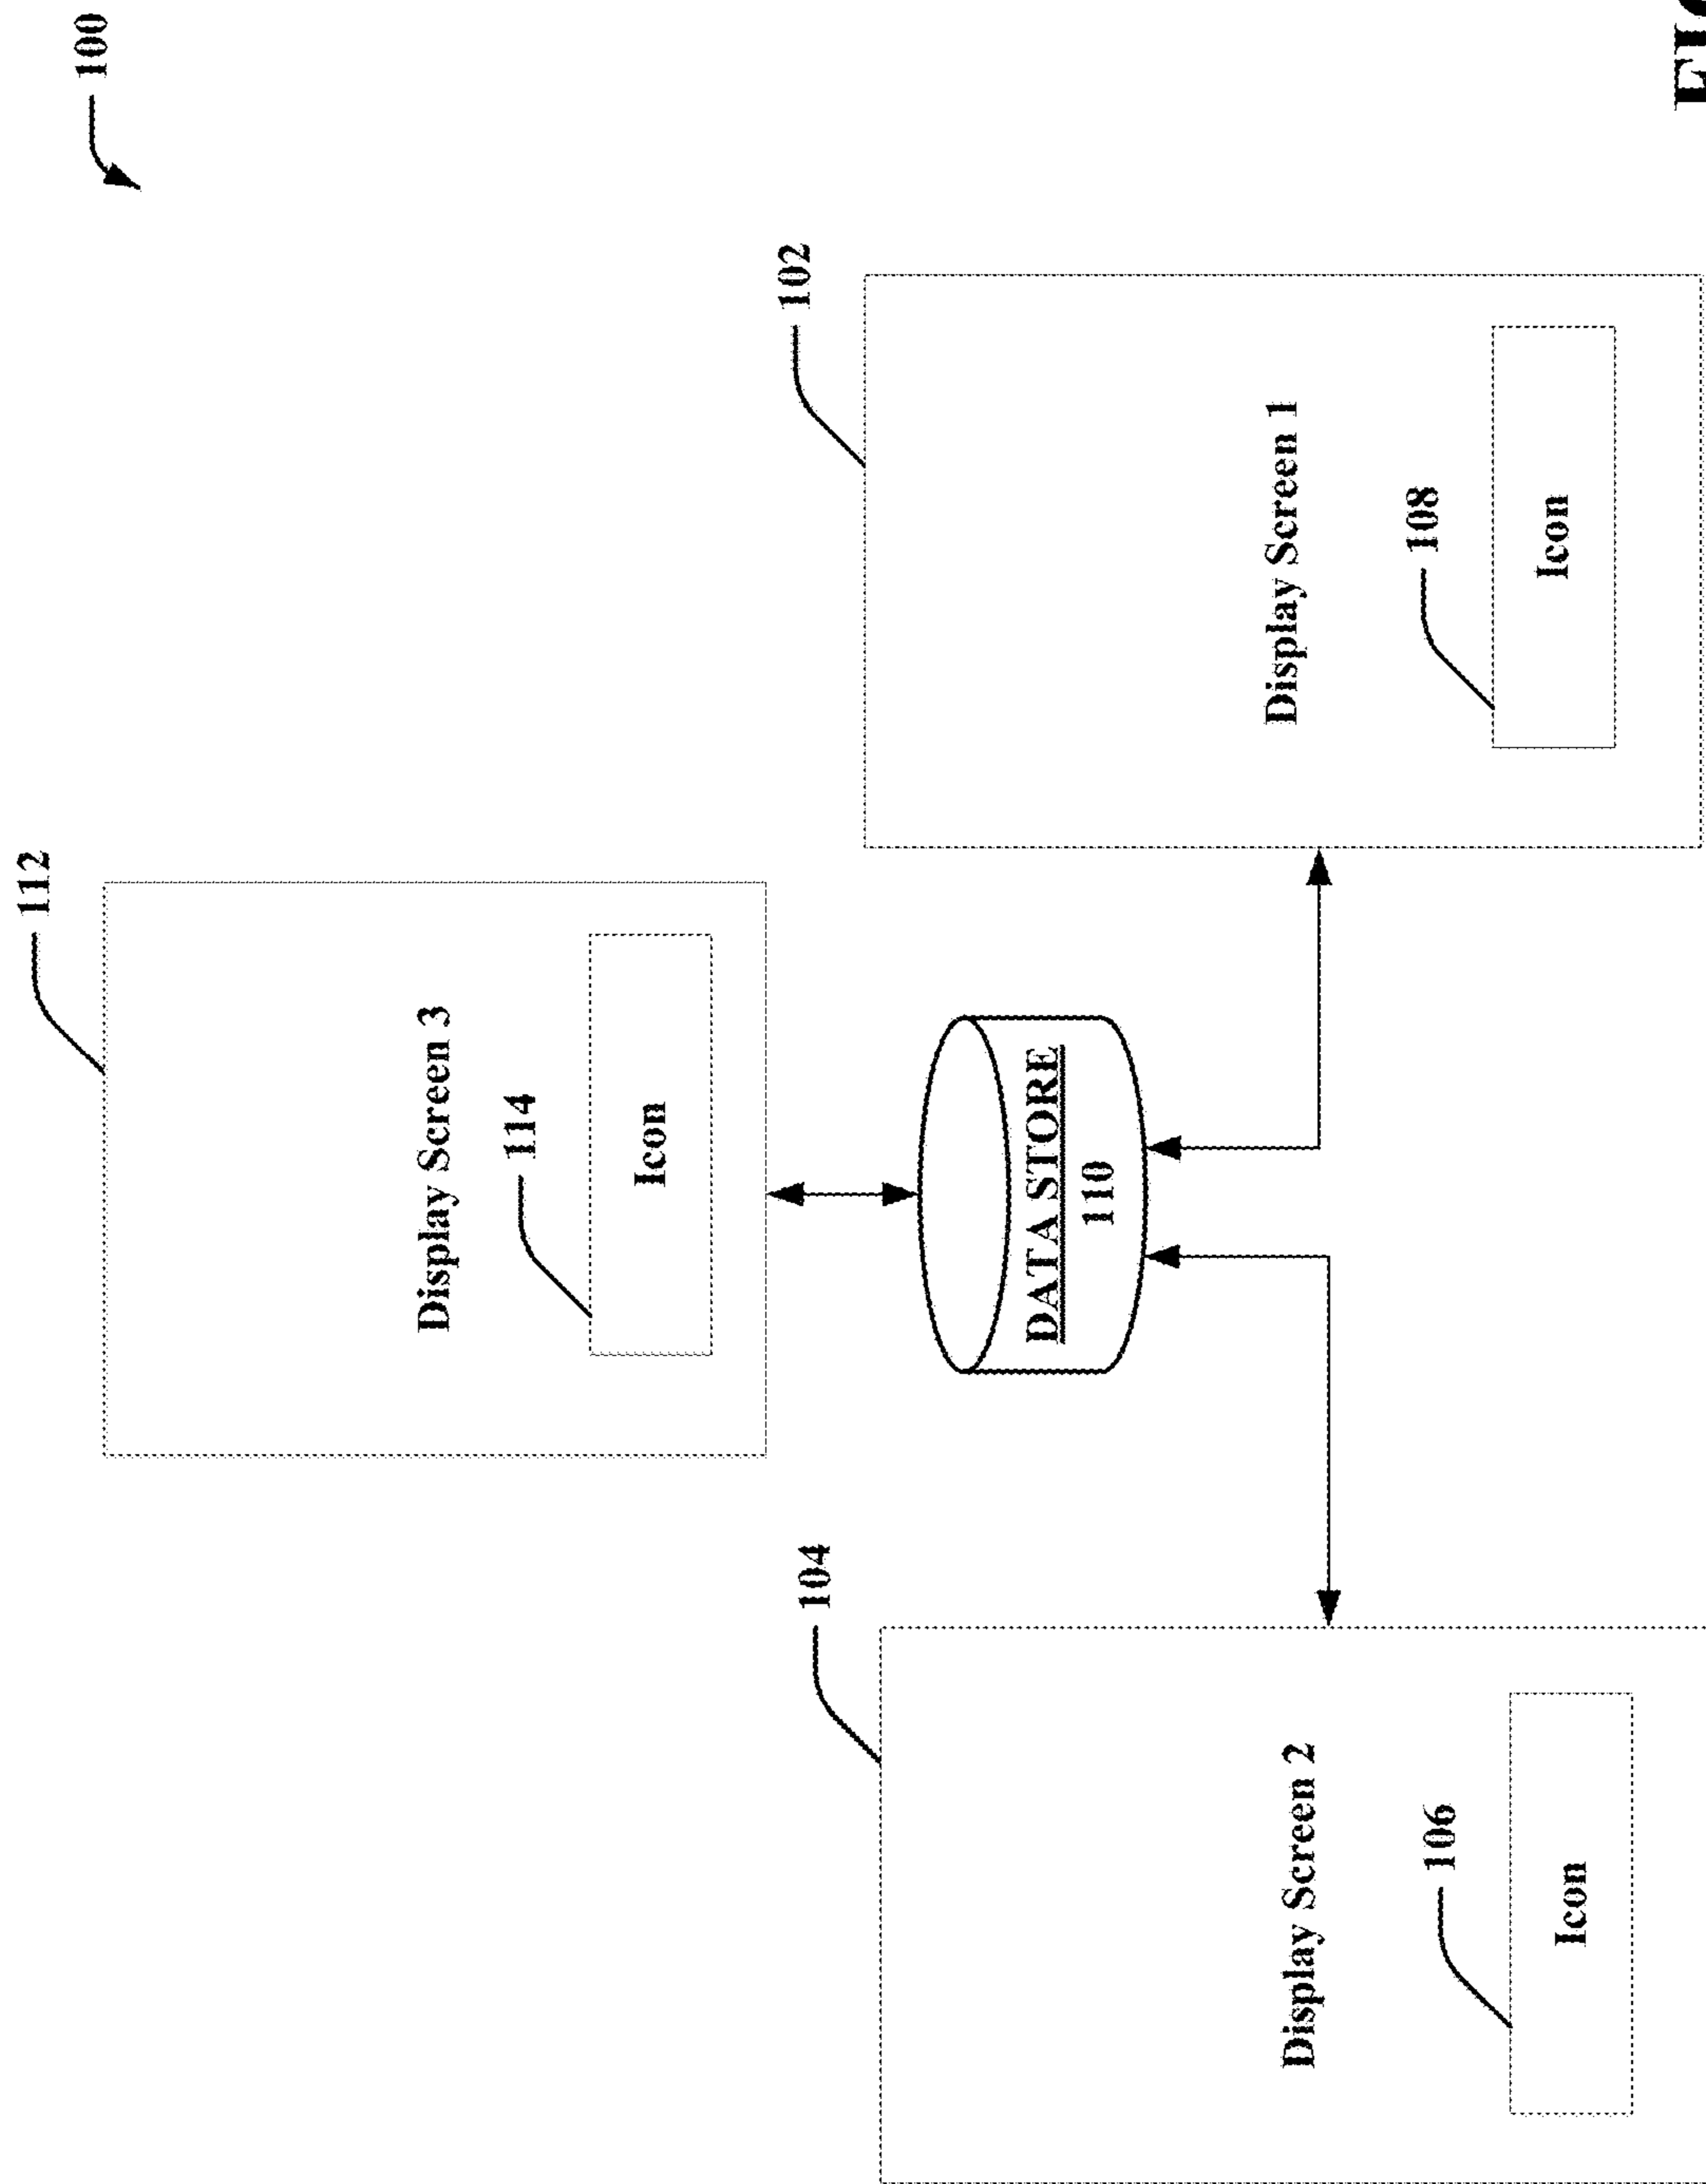 112
100
Display Screen 3
114
Icon
104
102
DATA STORE
110
Display Screen 2
Display Screen 1
106
108
Icon
Icon